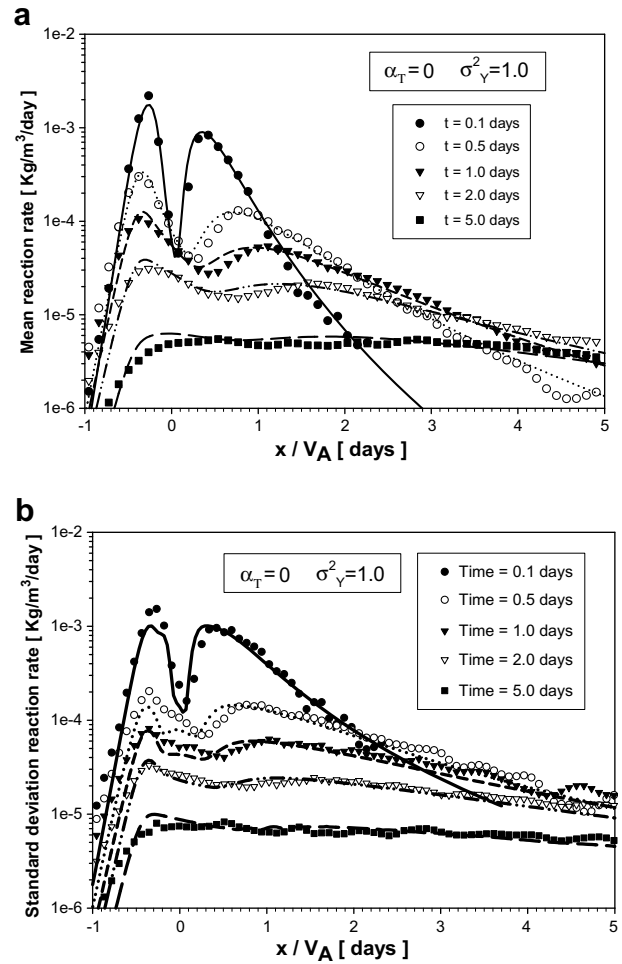 a
Mean reaction rate [ Kg/m³/day ]
1e-2
1e-3
1e-4
1e-5
1e-6
α_T=0 σ²_Y=1.0
t = 0.1 days
t = 0.5 days
t = 1.0 days
t = 2.0 days
t = 5.0 days
-1 0 1 2 3 4 5
x / V_A [ days ]
b
Standard deviation reaction rate [ Kg/m³/day ]
1e-2
1e-3
1e-4
1e-5
1e-6
α_T=0 σ²_Y=1.0
Time = 0.1 days
Time = 0.5 days
Time = 1.0 days
Time = 2.0 days
Time = 5.0 days
-1 0 1 2 3 4 5
x / V_A [ days ]